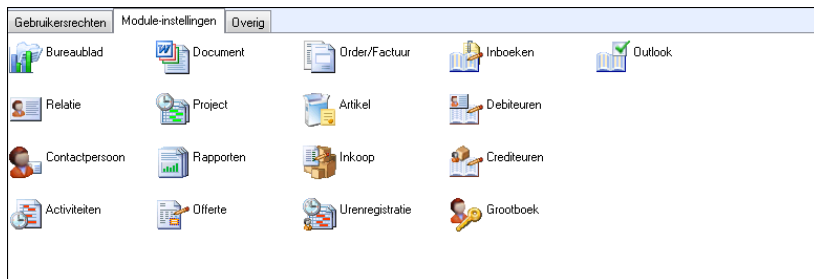 Gebruikersrechten Module-instellingen Overig
Bureaublad Document Order/Factuur Inboeken Outlook
Relatie Project Artikel Debiteuren
Contactpersoon Rapporten Inkoop Crediteuren
Activiteiten Offerte Urenregistratie Grootboek